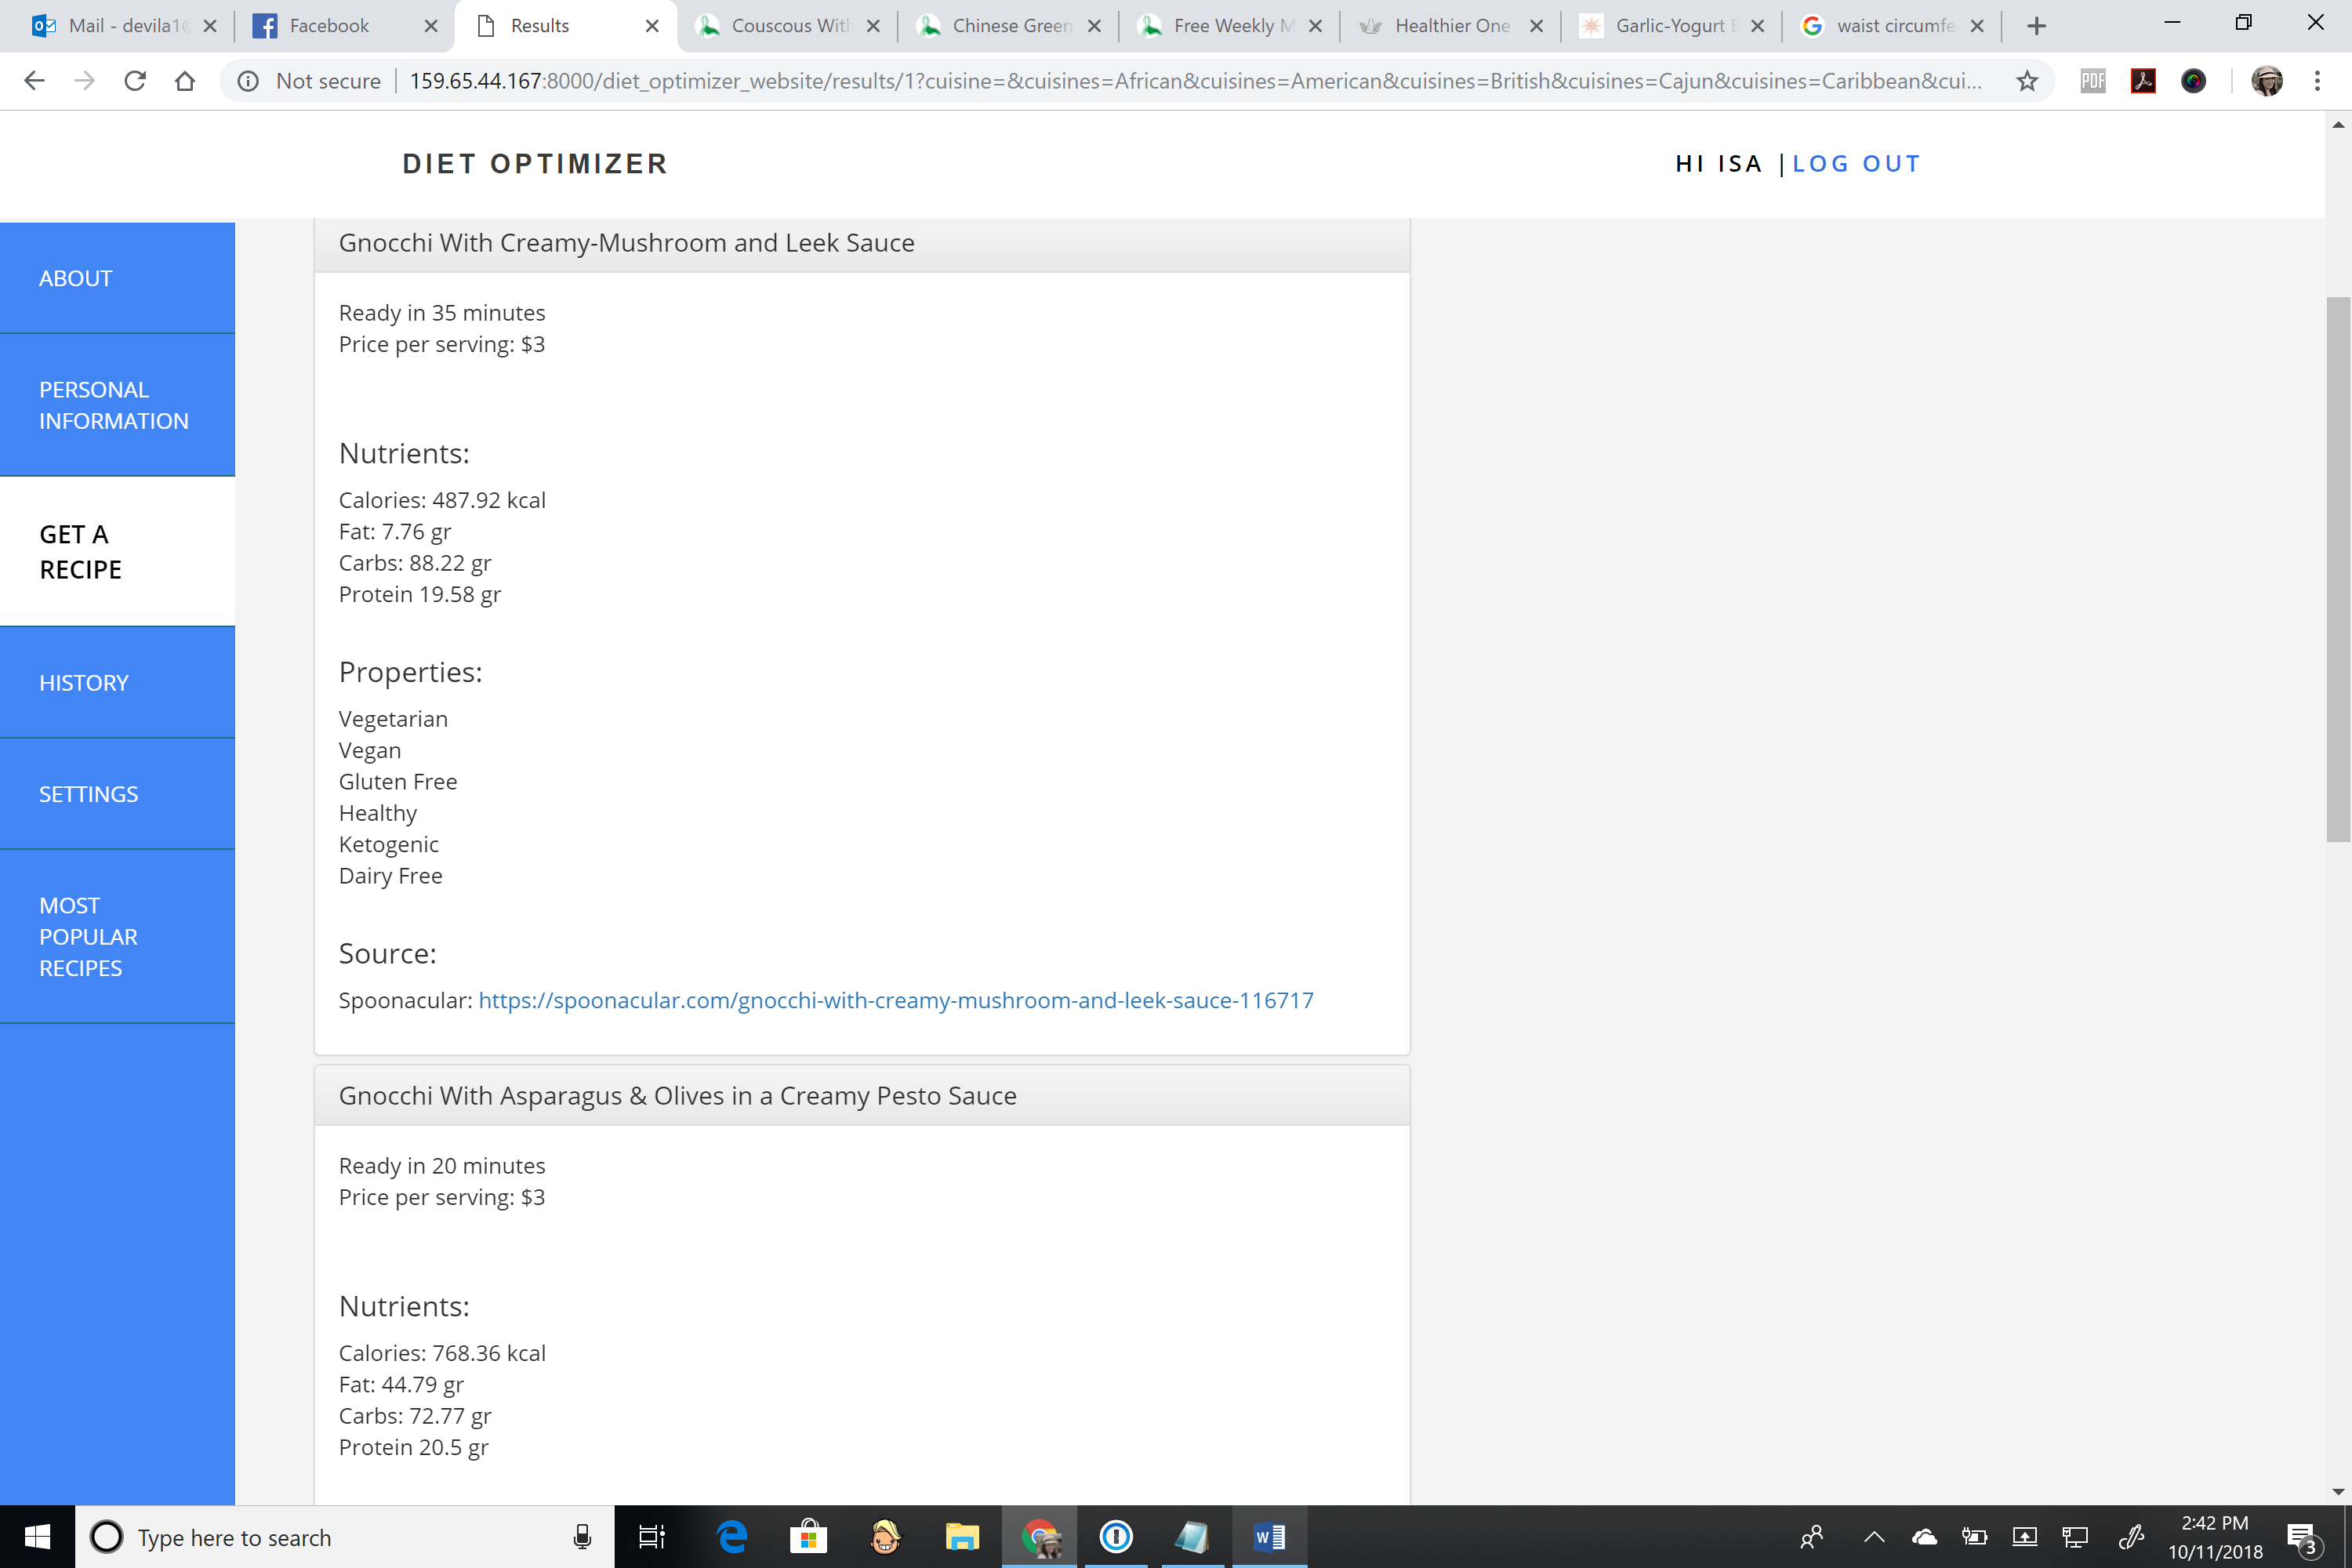 Mail - devila1@
Facebook
Results
Couscous With
Chinese Green
Free Weekly M
Healthier One
Garlic-Yogurt
waist circumfe
Not secure | 159.65.44.167:8000/diet_optimizer_website/results/1?cuisine=&cuisines=African&cuisines=American&cuisines=British&cuisines=Cajun&cuisines=Caribbean&cui...
PDF
DIET OPTIMIZER
HI ISA |LOG OUT
ABOUT
PERSONAL
INFORMATION
GET A
RECIPE
HISTORY
SETTINGS
MOST
POPULAR
RECIPES
Gnocchi With Creamy-Mushroom and Leek Sauce
Ready in 35 minutes
Price per serving: $3
Nutrients:
Calories: 487.92 kcal
Fat: 7.76 gr
Carbs: 88.22 gr
Protein 19.58 gr
Properties:
Vegetarian
Vegan
Gluten Free
Healthy
Ketogenic
Dairy Free
Source:
Spoonacular: https://spoonacular.com/gnocchi-with-creamy-mushroom-and-leek-sauce-116717
Gnocchi With Asparagus & Olives in a Creamy Pesto Sauce
Ready in 20 minutes
Price per serving: $3
Nutrients:
Calories: 768.36 kcal
Fat: 44.79 gr
Carbs: 72.77 gr
Protein 20.5 gr
Type here to search
2:42 PM
10/11/2018
3